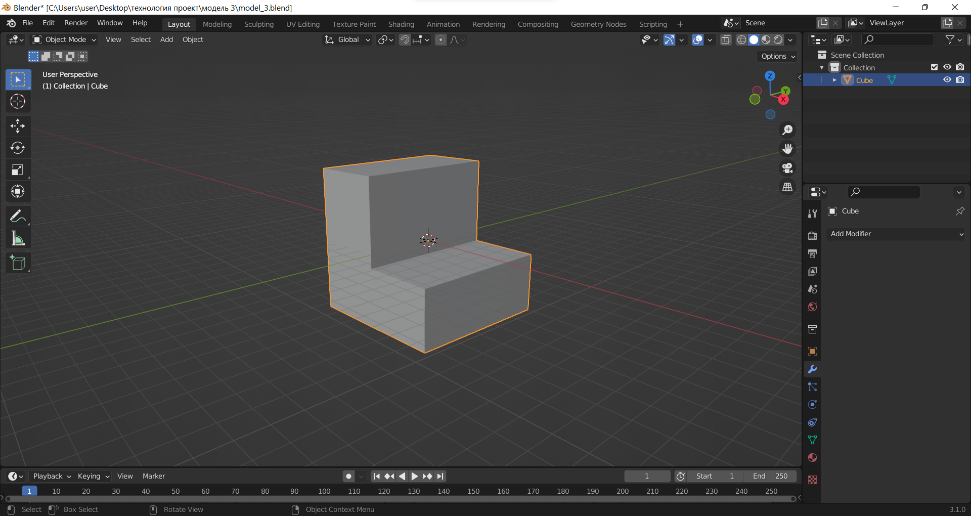 Blender* [C:\Users\user\Desktop\технология проект\модель 3\model_3.blend]
File Edit Render Window Help Layout Modeling Sculpting UV Editing Texture Paint Shading Animation Rendering Compositing Geometry Nodes Scripting + Scene ViewLayer
Object Mode View Select Add Object Global
Options
User Perspective
(1) Collection | Cube
Z
Y
X
Scene Collection
Collection
Cube
Cube
Add Modifier
Playback Keying View Marker 1 Start 1 End 250
1 10 20 30 40 50 60 70 80 90 100 110 120 130 140 150 160 170 180 190 200 210 220 230 240 250
Select Box Select Rotate View Object Context Menu 3.1.0